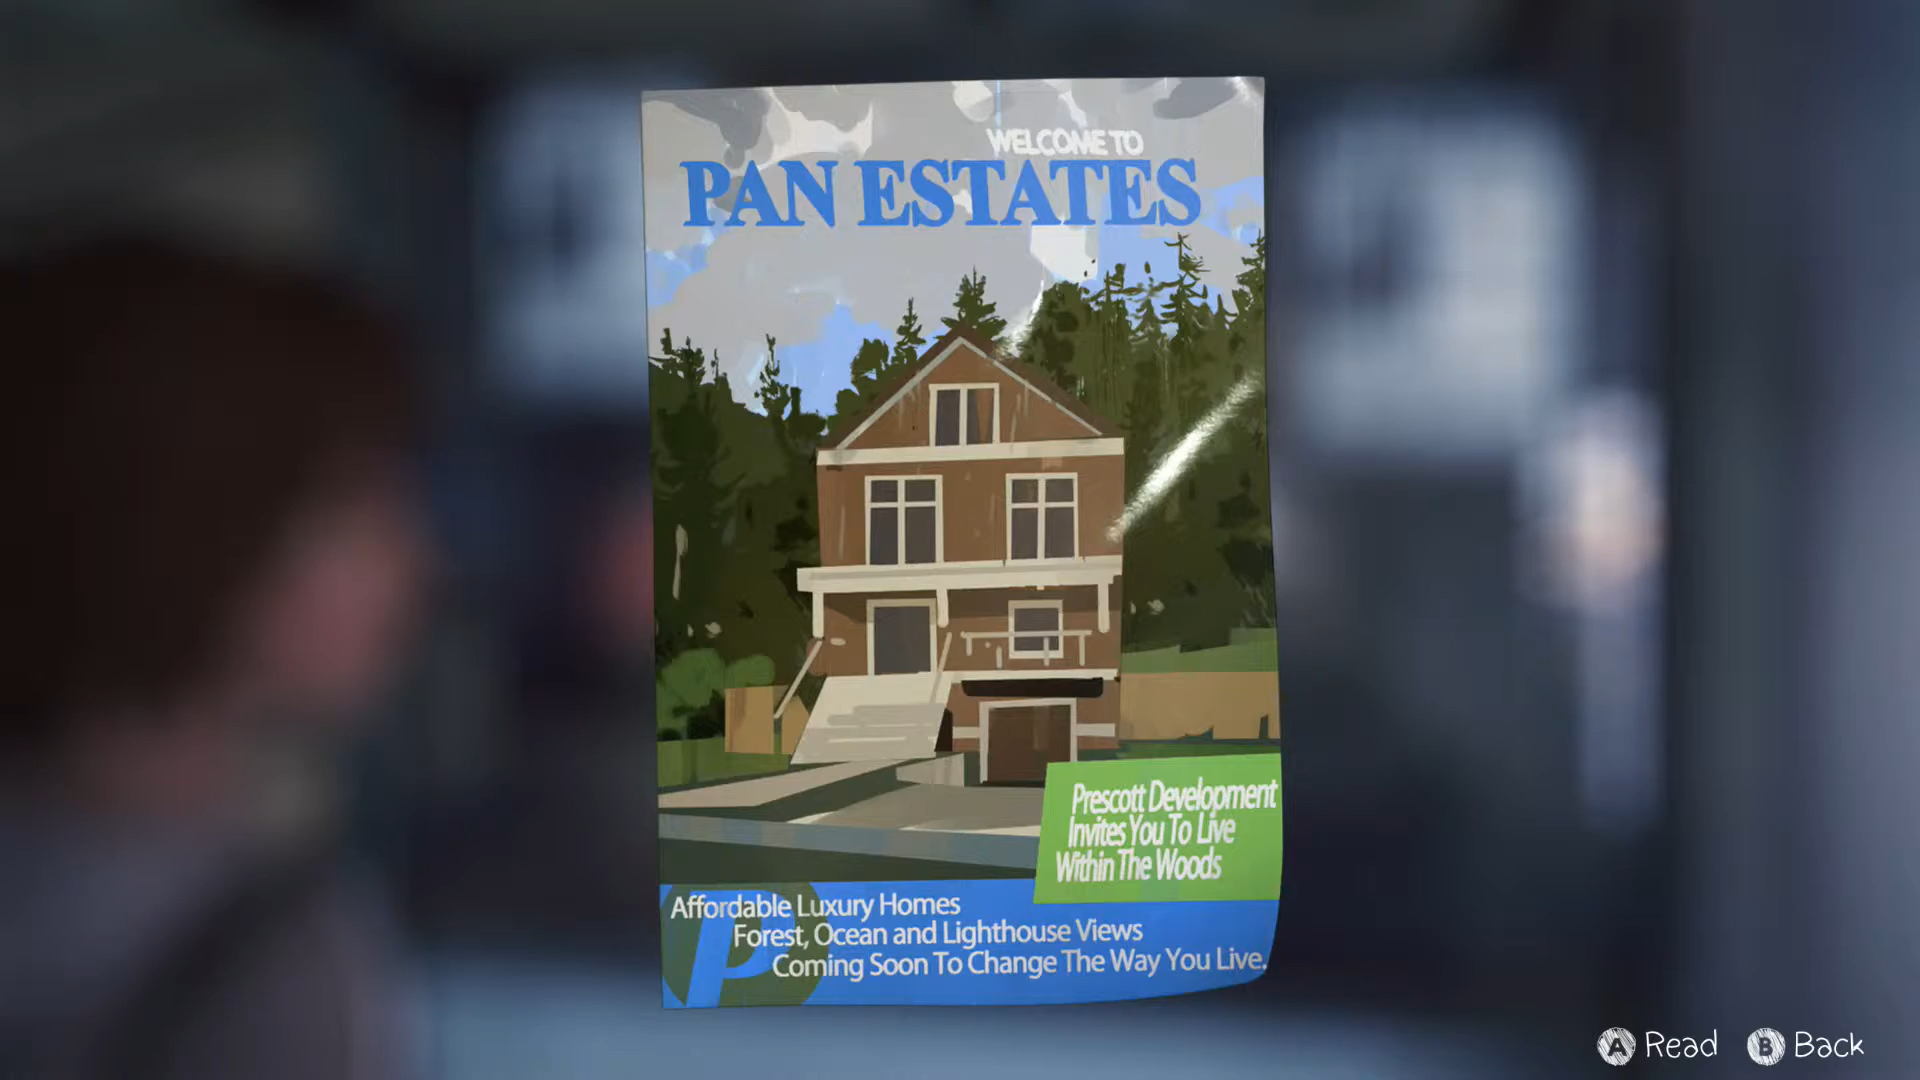 WELCOME TO
PAN ESTATES
Prescott Development
Invites You To Live
Within The Woods
P
Affordable Luxury Homes
Forest, Ocean and Lighthouse Views
Coming Soon To Change The Way You Live.
A Read B Back